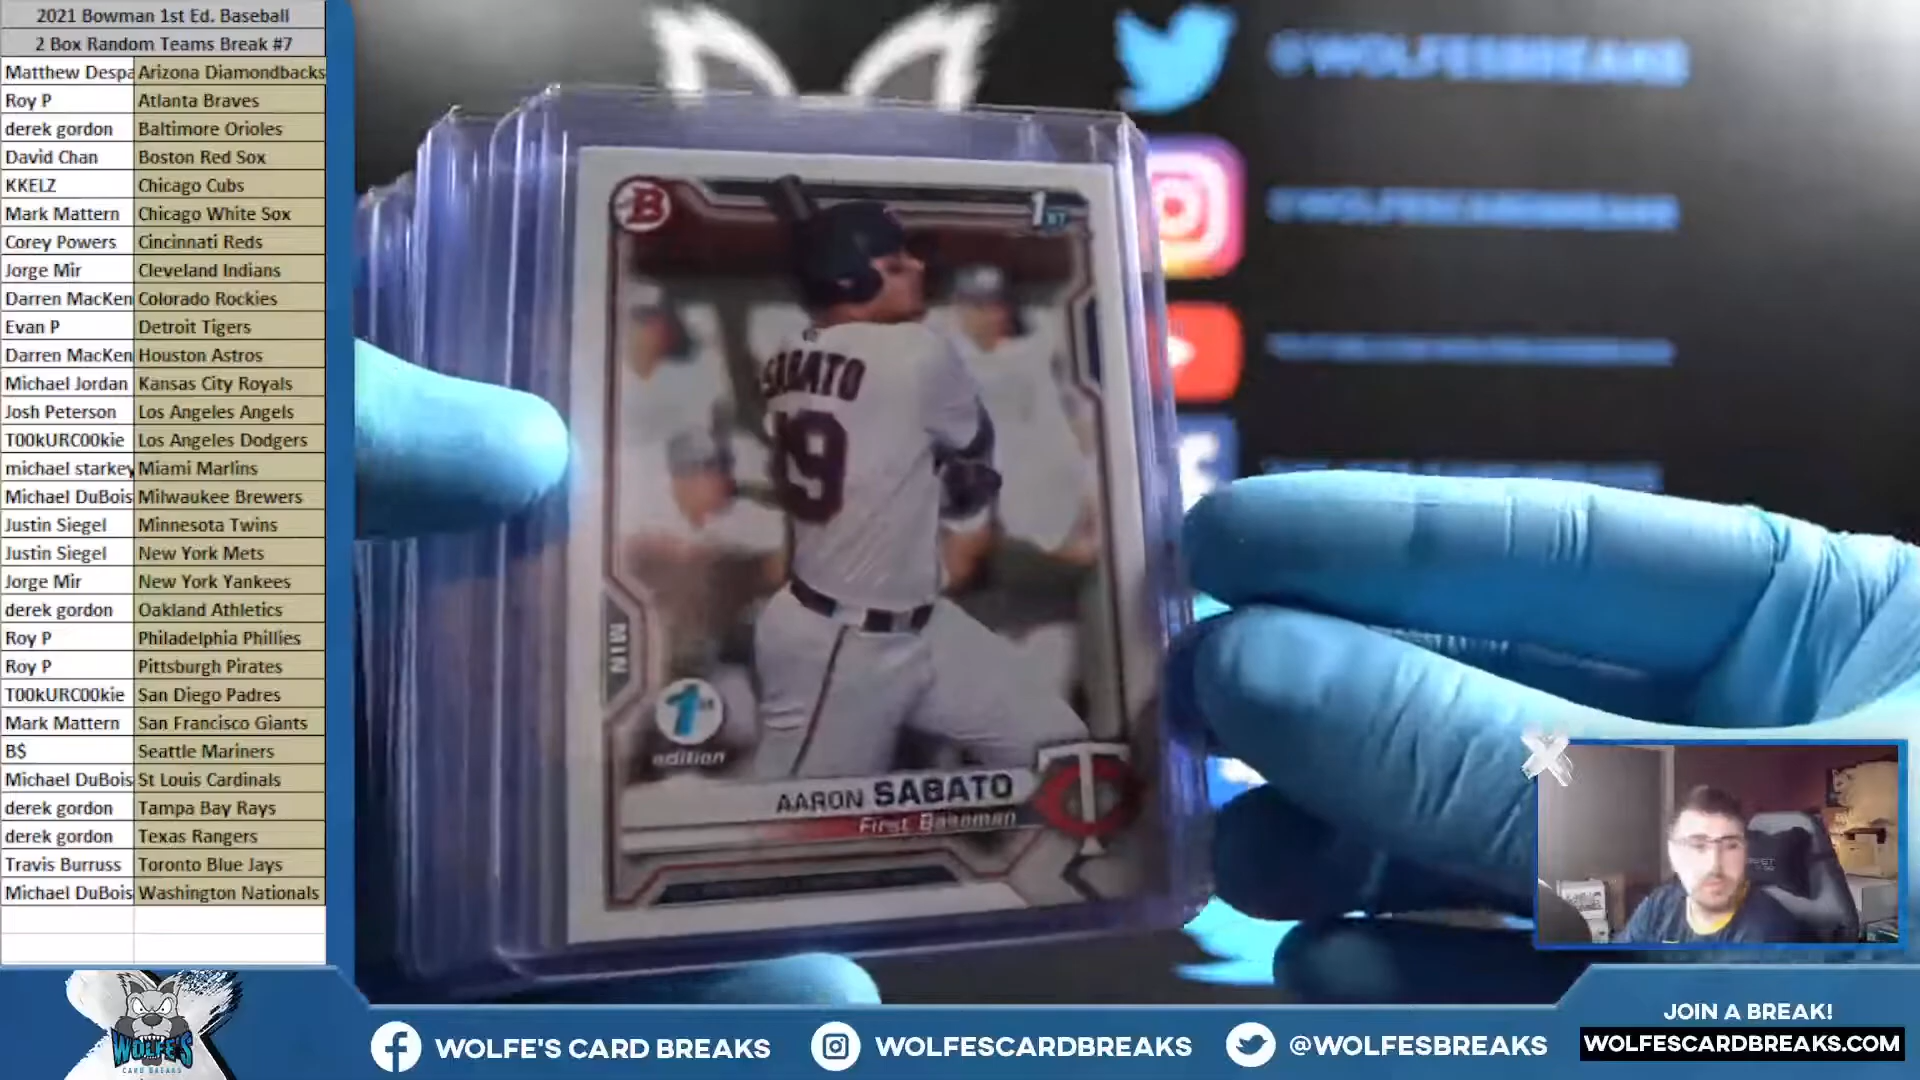 2021 Bowman 1st Ed. Baseball
2 Box Random Teams Break #7
Matthew Despa Arizona Diamondbacks
Roy P Atlanta Braves
derek gordon Baltimore Orioles
David Chan Boston Red Sox
KKELZ Chicago Cubs
Mark Mattern Chicago White Sox
Corey Powers Cincinnati Reds
Jorge Mir Cleveland Indians
Darren MacKen Colorado Rockies
Evan P Detroit Tigers
Darren MacKen Houston Astros
Michael Jordan Kansas City Royals
Josh Peterson Los Angeles Angels
T00kURC00kie Los Angeles Dodgers
michael starkey Miami Marlins
Michael DuBois Milwaukee Brewers
Justin Siegel Minnesota Twins
Justin Siegel New York Mets
Jorge Mir New York Yankees
derek gordon Oakland Athletics
Roy P Philadelphia Phillies
Roy P Pittsburgh Pirates
T00kURC00kie San Diego Padres
Mark Mattern San Francisco Giants
B$ Seattle Mariners
Michael DuBois St Louis Cardinals
derek gordon Tampa Bay Rays
derek gordon Texas Rangers
Travis Burruss Toronto Blue Jays
Michael DuBois Washington Nationals
@WOLFESBREAKS
@WOLFESCARDBREAKS
B
1ST
SABATO
19
MIN
1st
edition
AARON SABATO
First Baseman
TC
WOLFE'S
CARD BREAKS
WOLFE'S CARD BREAKS
WOLFESCARDBREAKS
@WOLFESBREAKS
JOIN A BREAK!
WOLFESCARDBREAKS.COM